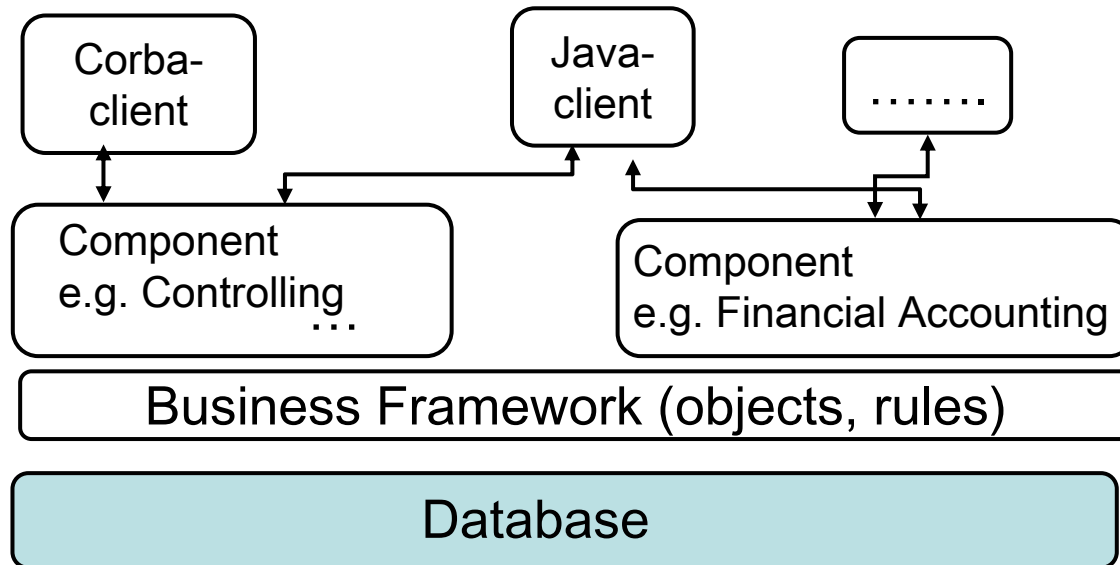 Corba-
client
Java-
client
.......
Component
e.g. Controlling
...
Component
e.g. Financial Accounting
Business Framework (objects, rules)
Database